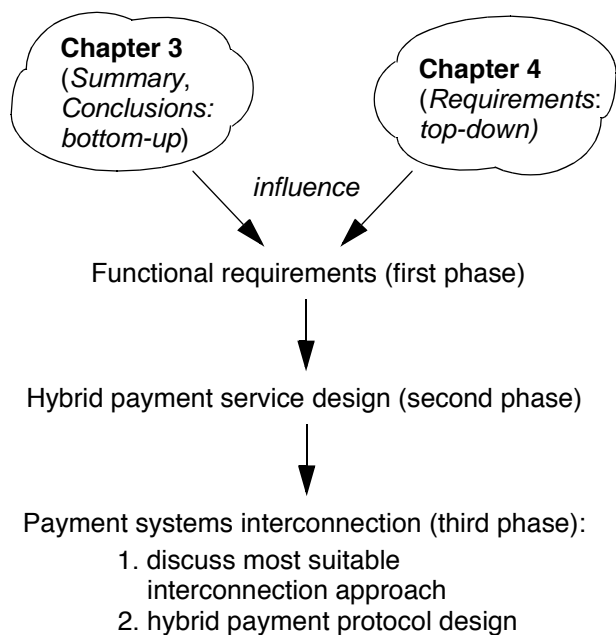 Chapter 3
(Summary,
Conclusions:
bottom-up)
Chapter 4
(Requirements:
top-down)
influence
Functional requirements (first phase)
Hybrid payment service design (second phase)
Payment systems interconnection (third phase):
1. discuss most suitable
interconnection approach
2. hybrid payment protocol design